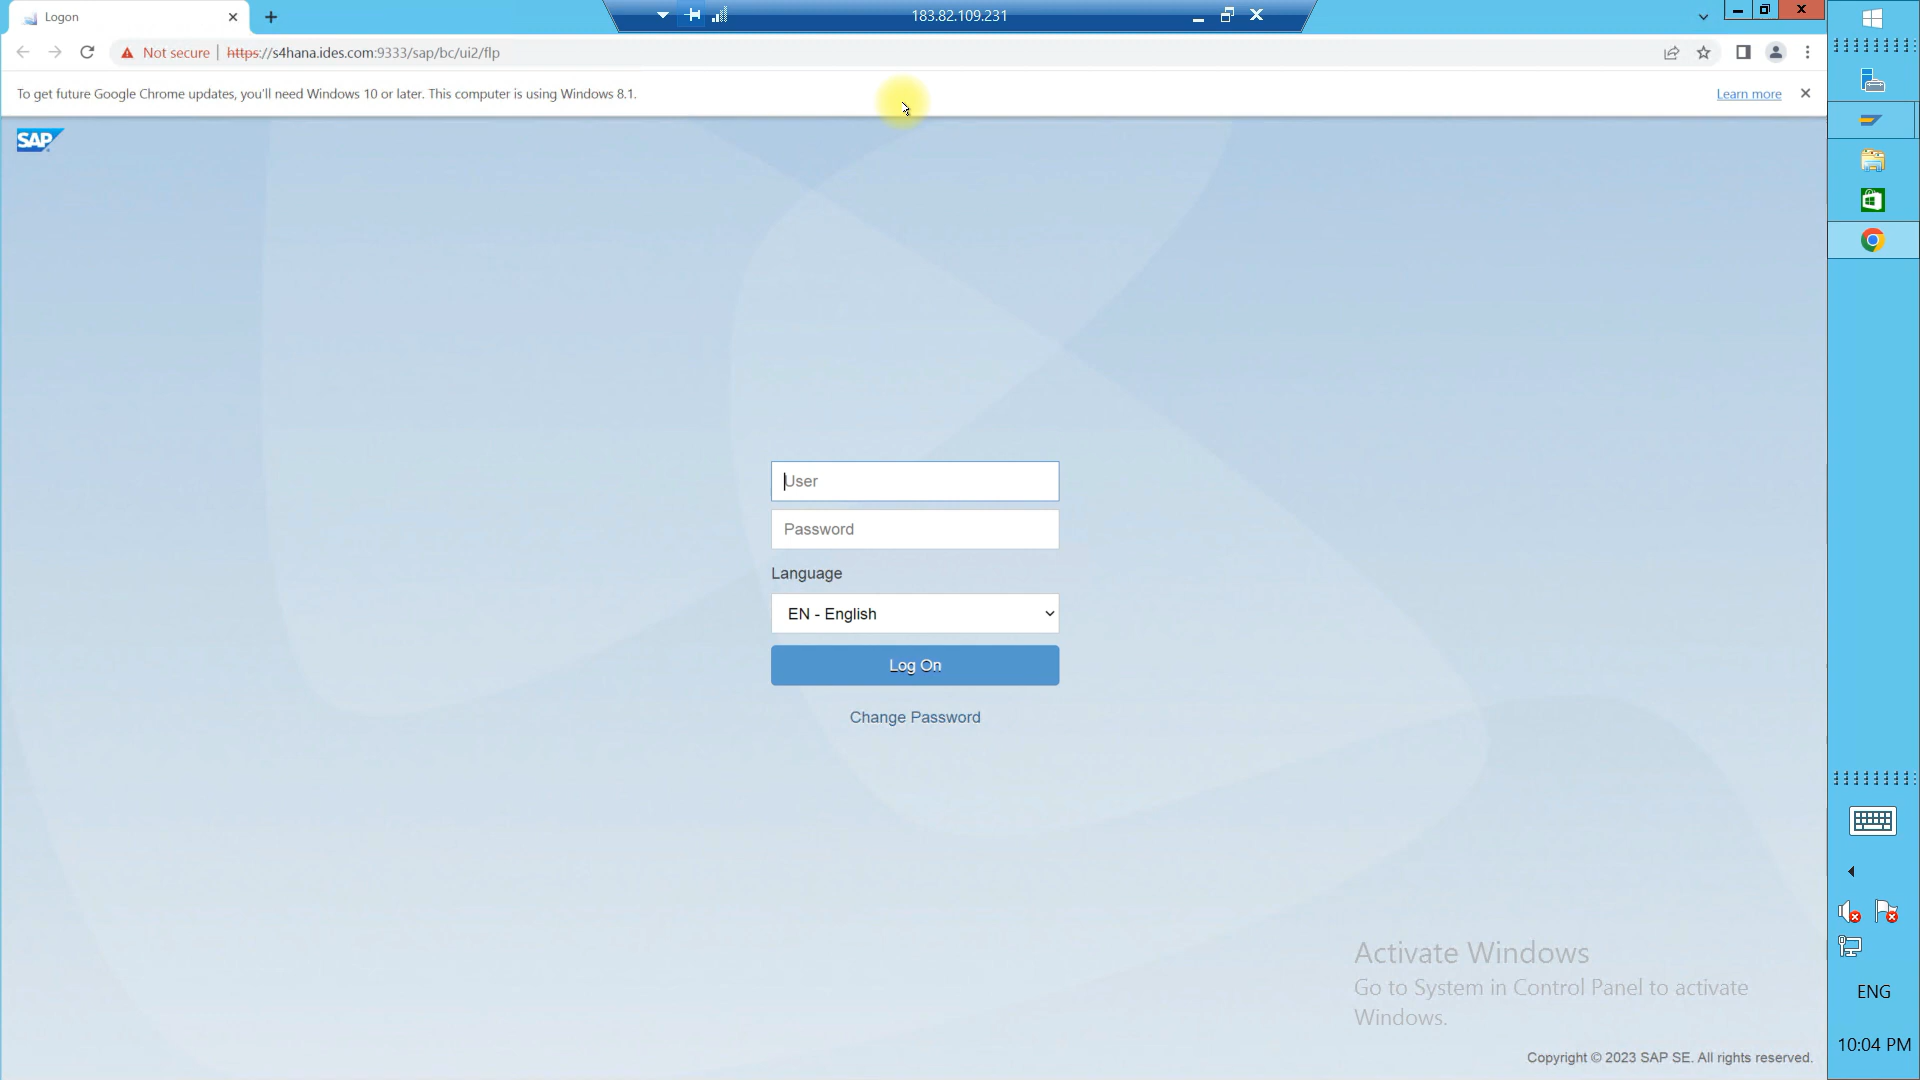 Logon
183.82.109.231
Not secure
https://s4hana.ides.com:9333/sap/bc/ui2/flp
To get future Google Chrome updates, you'll need Windows 10 or later. This computer is using Windows 8.1.
Learn more
SAP
User
Password
Language
EN - English
Log On
Change Password
Activate Windows
Go to System in Control Panel to activate
Windows.
ENG
10:04 PM
Copyright © 2023 SAP SE. All rights reserved.